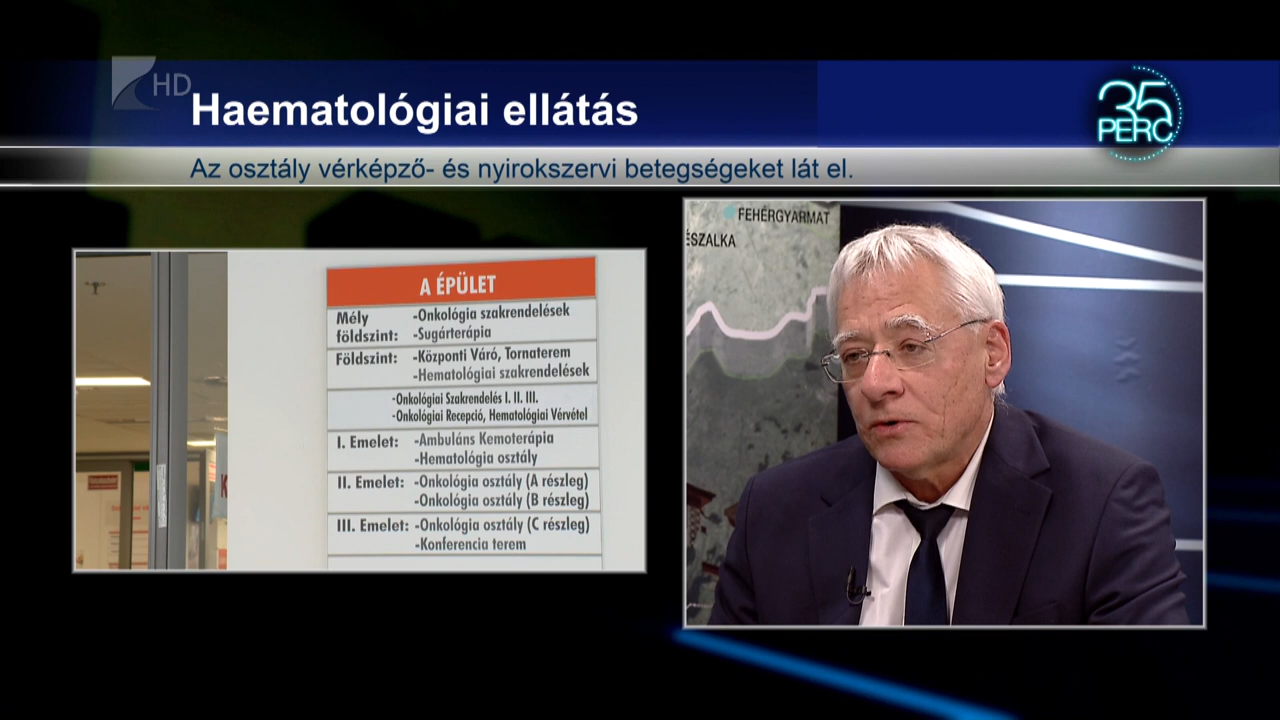 HD
Haematológiai ellátás
35
PERC
Az osztály vérképző- és nyirokszervi betegségeket lát el.
A ÉPÜLET
Mély földszint: -Onkológia szakrendelések
-Sugárterápia
Földszint: -Központi Váró, Tornaterem
-Hematológiai szakrendelések
-Onkológiai Szakrendelés I. II. III.
-Onkológiai Recepció, Hematológiai Vérvétel
I. Emelet: -Ambuláns Kemoterápia
-Hematológia osztály
II. Emelet: -Onkológia osztály (A részleg)
-Onkológia osztály (B részleg)
III. Emelet: -Onkológia osztály (C részleg)
-Konferencia terem
FEHÉRGYARMAT
ÉSZALKA